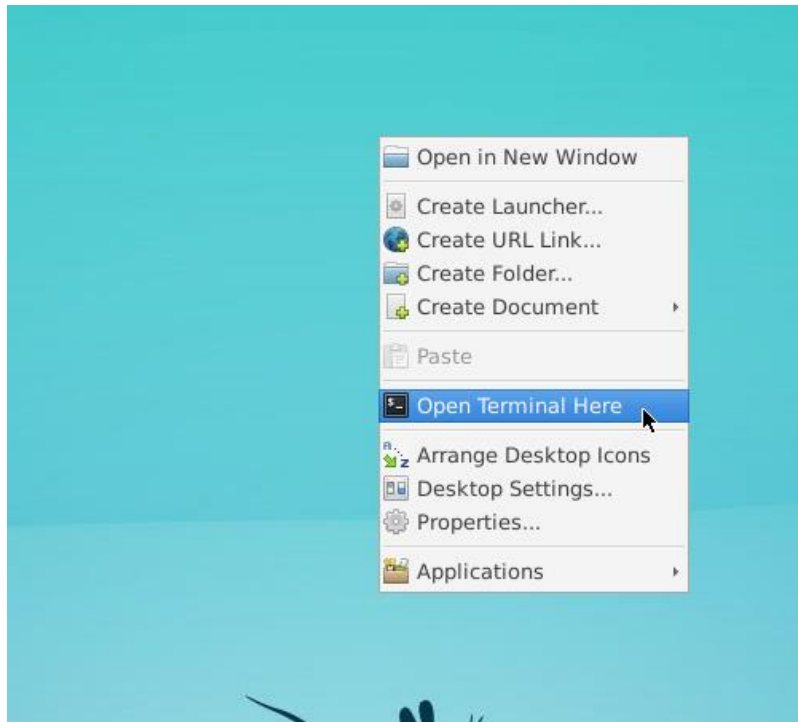 Open in New Window
Create Launcher...
Create URL Link...
Create Folder...
Create Document
Paste
Open Terminal Here
Arrange Desktop Icons
Desktop Settings...
Properties...
Applications